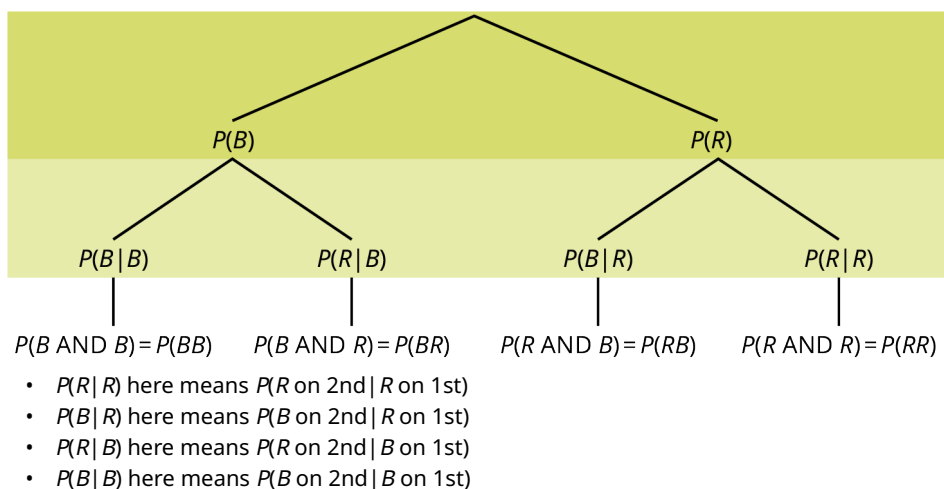 P(B) P(R)
P(B|B) P(R|B) P(B|R) P(R|R)
P(B AND B) = P(BB) P(B AND R) = P(BR) P(R AND B) = P(RB) P(R AND R) = P(RR)
• P(R|R) here means P(R on 2nd|R on 1st)
• P(B|R) here means P(B on 2nd|R on 1st)
• P(R|B) here means P(R on 2nd|B on 1st)
• P(B|B) here means P(B on 2nd|B on 1st)